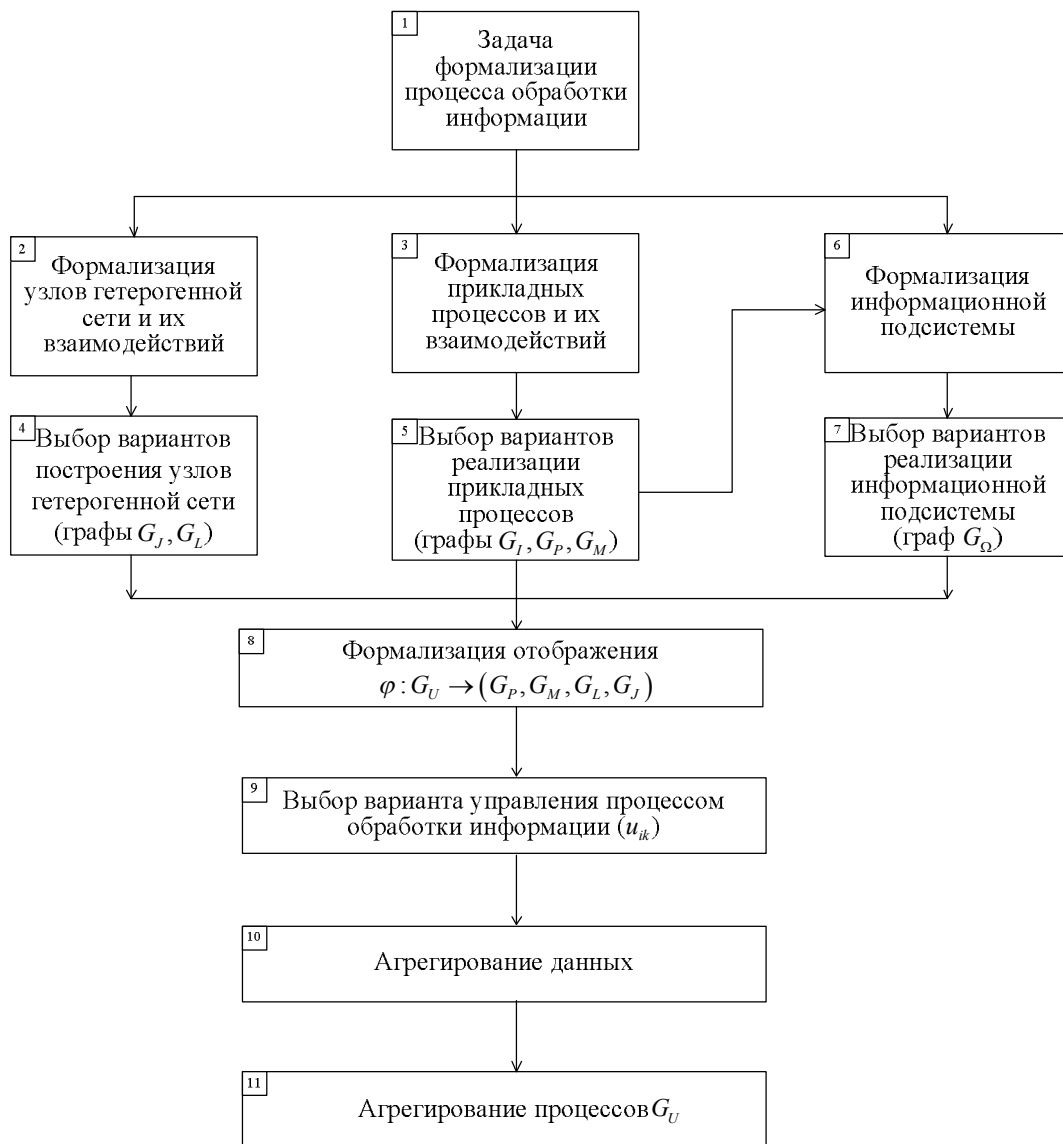 1
Задача
формализации
процесса обработки
информации
2
Формализация
узлов гетерогенной
сети и их
взаимодействий
3
Формализация
прикладных
процессов и их
взаимодействий
6
Формализация
информационной
подсистемы
4
Выбор вариантов
построения узлов
гетерогенной сети
(графы G_J, G_L)
5
Выбор вариантов
реализации
прикладных
процессов
(графы G_I, G_P, G_M)
7
Выбор вариантов
реализации
информационной
подсистемы
(граф G_Ω)
8
Формализация отображения
φ : G_U → (G_P, G_M, G_L, G_J)
9
Выбор варианта управления процессом
обработки информации (u_ik)
10
Агрегирование данных
11
Агрегирование процессов G_U